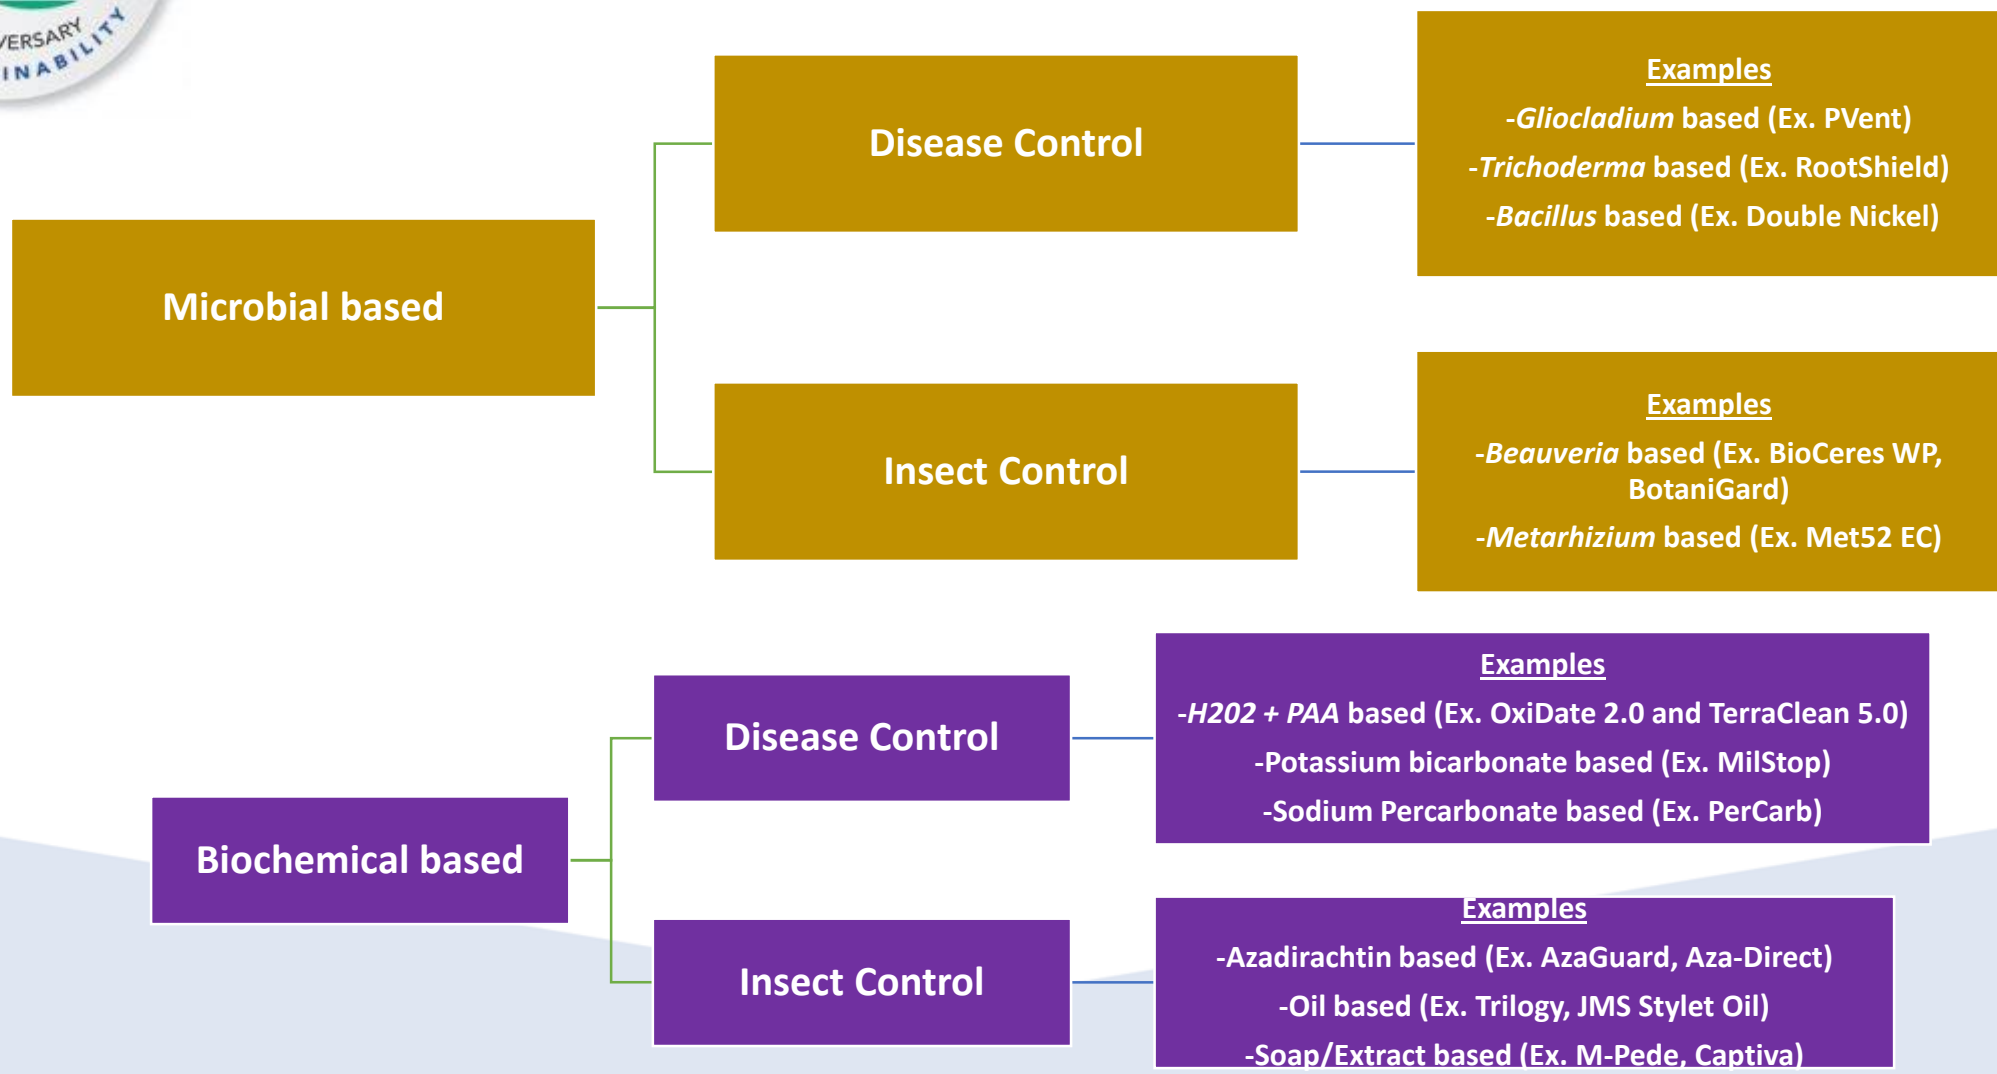 VERSARY
INABILITY
Microbial based
Disease Control
Examples
-Gliocladium based (Ex. PVent)
-Trichoderma based (Ex. RootShield)
-Bacillus based (Ex. Double Nickel)
Insect Control
Examples
-Beauveria based (Ex. BioCeres WP,
BotaniGard)
-Metarhizium based (Ex. Met52 EC)
Biochemical based
Disease Control
Examples
-H202 + PAA based (Ex. OxiDate 2.0 and TerraClean 5.0)
-Potassium bicarbonate based (Ex. MilStop)
-Sodium Percarbonate based (Ex. PerCarb)
Insect Control
Examples
-Azadirachtin based (Ex. AzaGuard, Aza-Direct)
-Oil based (Ex. Trilogy, JMS Stylet Oil)
-Soap/Extract based (Ex. M-Pede, Captiva)